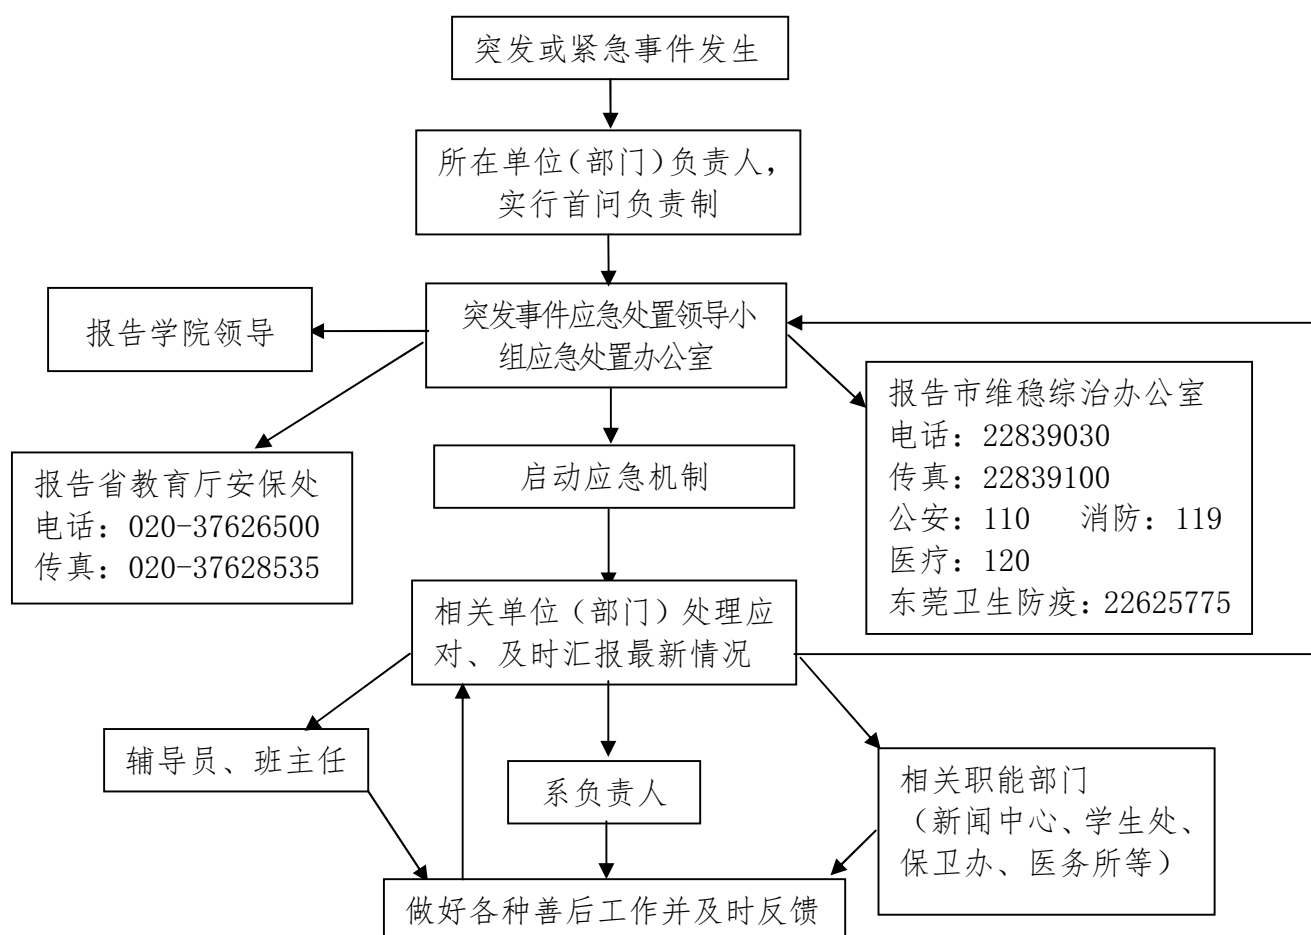 突发或紧急事件发生
所在单位（部门）负责人，
实行首问负责制
报告学院领导
突发事件应急处置领导小
组应急处置办公室
报告市维稳综治办公室
电话：22839030
传真：22839100
公安：110 消防：119
医疗：120
东莞卫生防疫：22625775
报告省教育厅安保处
电话：020-37626500
传真：020-37628535
启动应急机制
相关单位（部门）处理应
对、及时汇报最新情况
辅导员、班主任
系负责人
相关职能部门
（新闻中心、学生处、
保卫办、医务所等）
做好各种善后工作并及时反馈